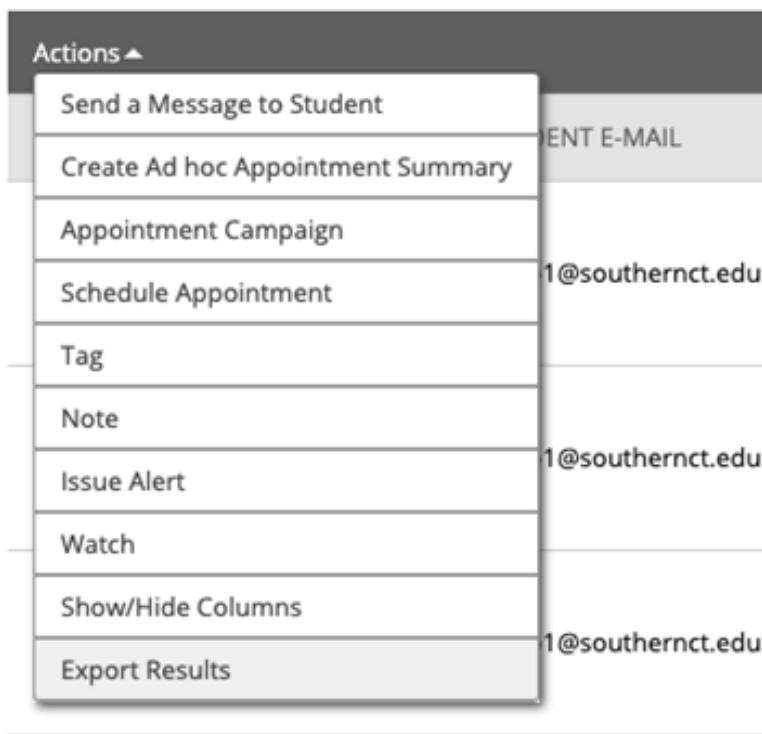 Actions
Send a Message to Student
Create Ad hoc Appointment Summary
DENT E-MAIL
Appointment Campaign
1@southernct.edu
Schedule Appointment
Tag
Note
1@southernct.edu
Issue Alert
Watch
Show/Hide Columns
1@southernct.edu
Export Results